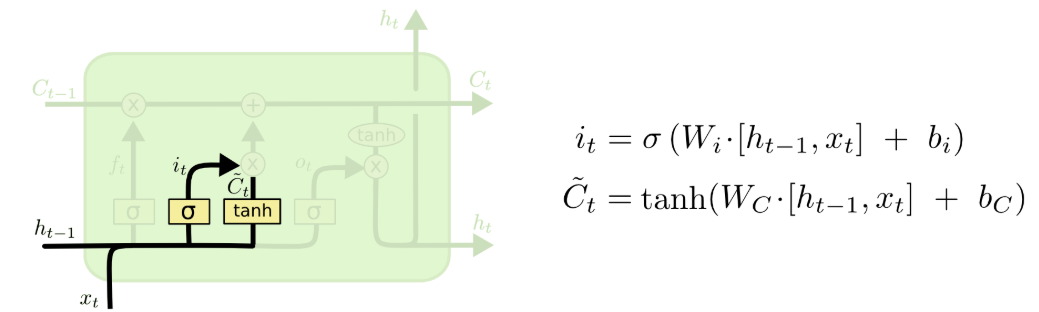 h_t
C_{t-1}
C_t
x
+
tanh
f_t
i_t
x
o_t
x
C̃_t
σ
σ
tanh
σ
h_{t-1}
h_t
x_t
i_t = σ (W_i·[h_{t-1}, x_t] + b_i)
C̃_t = tanh(W_C·[h_{t-1}, x_t] + b_C)